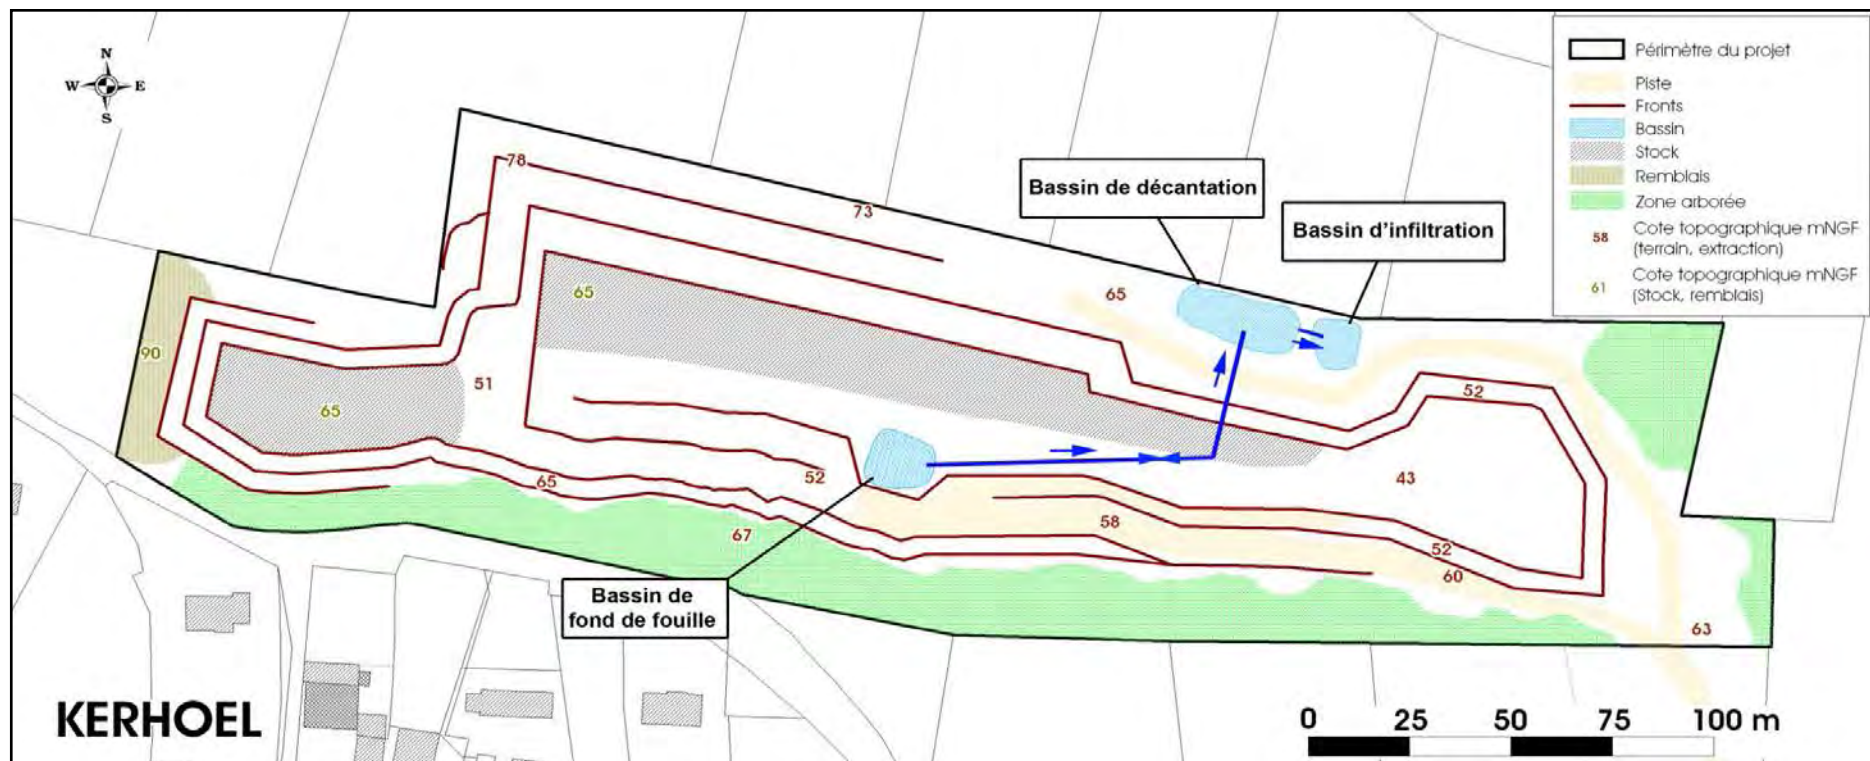 N
W E
S
78
73
65
90
65
65
51
52
65
67
58
52
60
43
52
63
Bassin de décantation
Bassin d'infiltration
Bassin de
fond de fouille
Périmètre du projet
Piste
Fronts
Bassin
Stock
Remblais
Zone arborée
58 Cote topographique mNGF
(terrain, extraction)
61 Cote topographique mNGF
(Stock, remblais)
KERHOEL
0 25 50 75 100 m